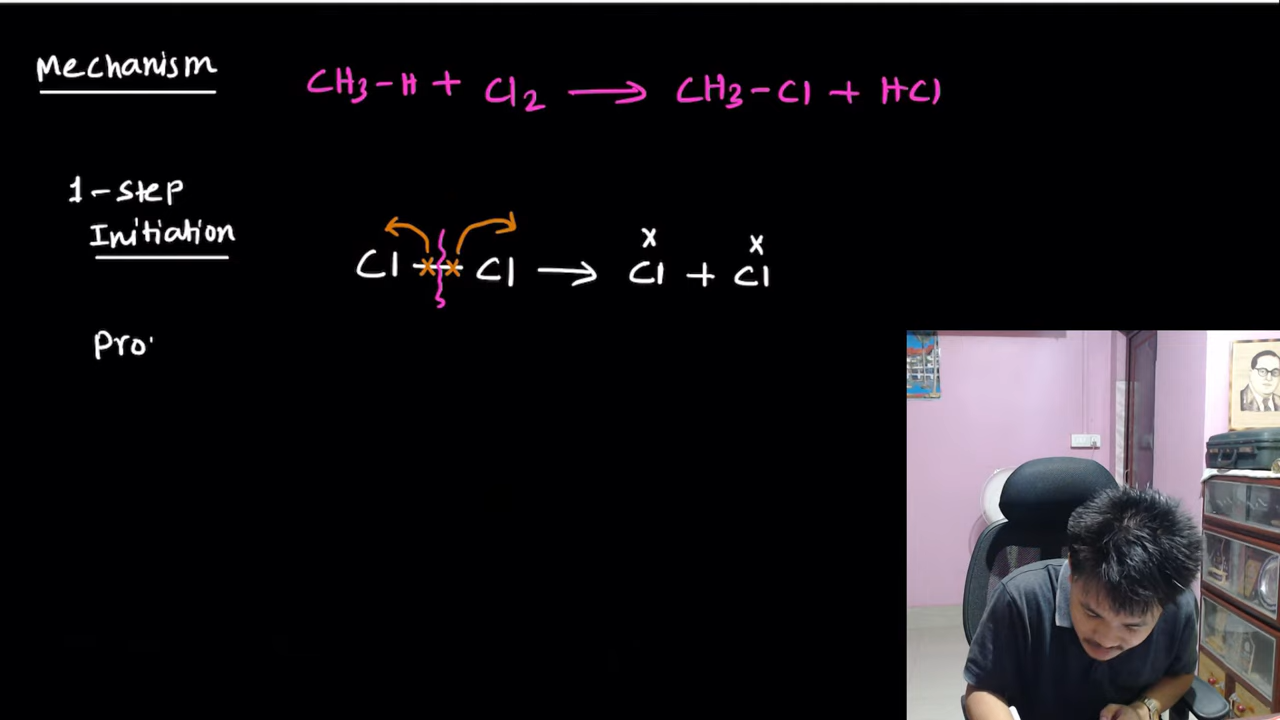 Mechanism
CH3-H + Cl2 → CH3-Cl + HCl
1-step
Initiation
x x
Cl -x-x- Cl → Cl + Cl
Pro